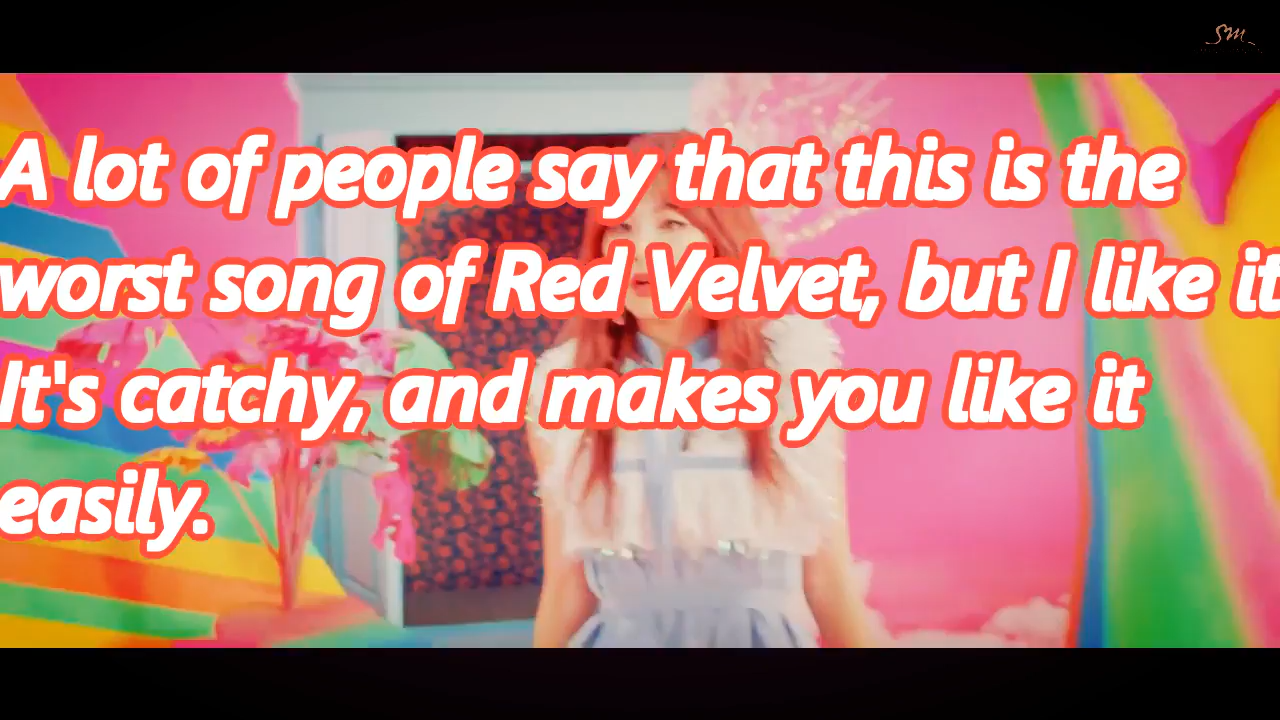 SM
A lot of people say that this is the
worst song of Red Velvet, but I like it
It's catchy, and makes you like it
easily.